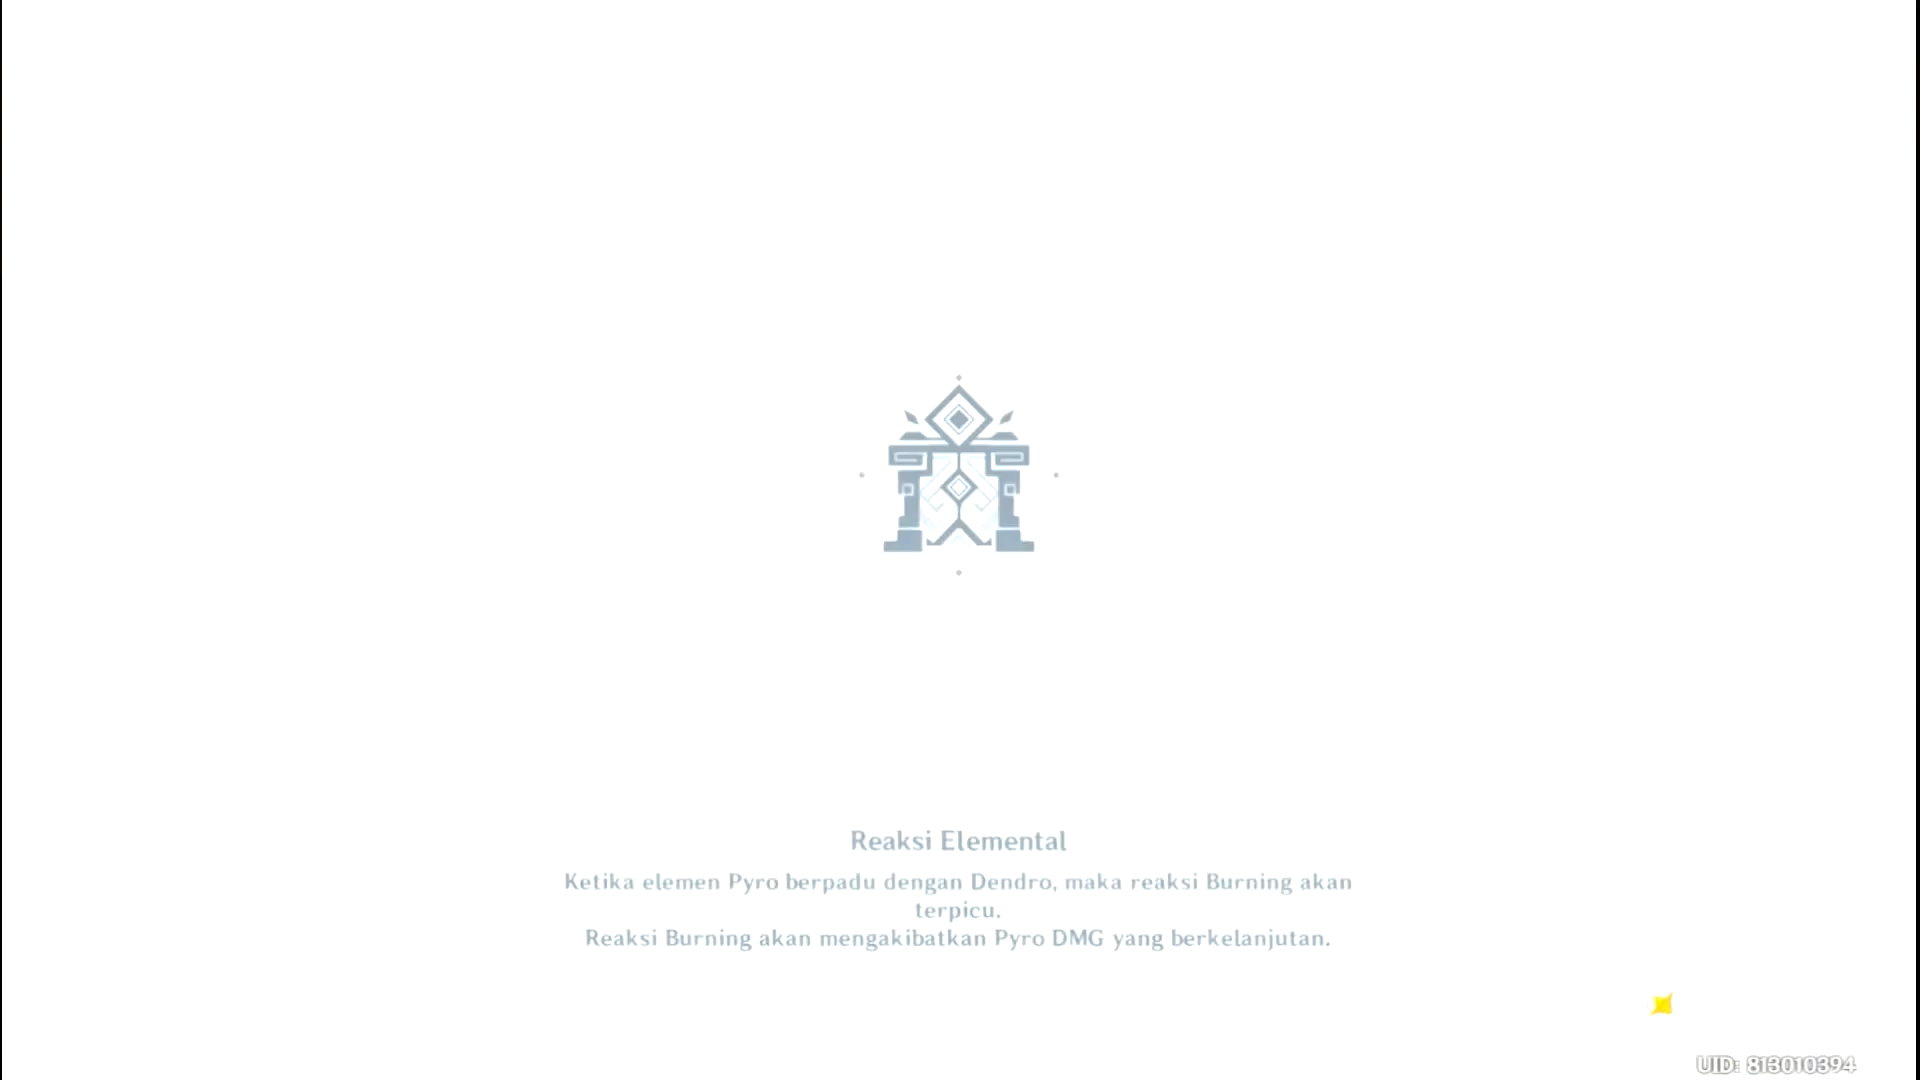 Reaksi Elemental
Ketika elemen Pyro berpadu dengan Dendro, maka reaksi Burning akan
terpicu.
Reaksi Burning akan mengakibatkan Pyro DMG yang berkelanjutan.
UID: 813010394